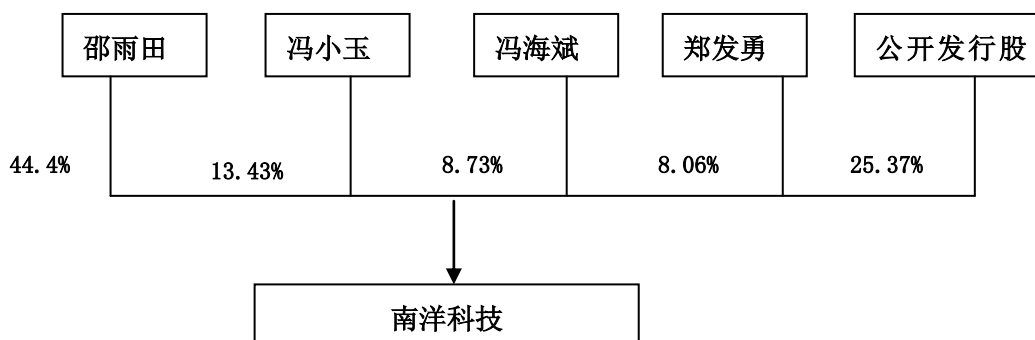 邵雨田
冯小玉
冯海斌
郑发勇
公开发行股
44.4%
13.43%
8.73%
8.06%
25.37%
南洋科技